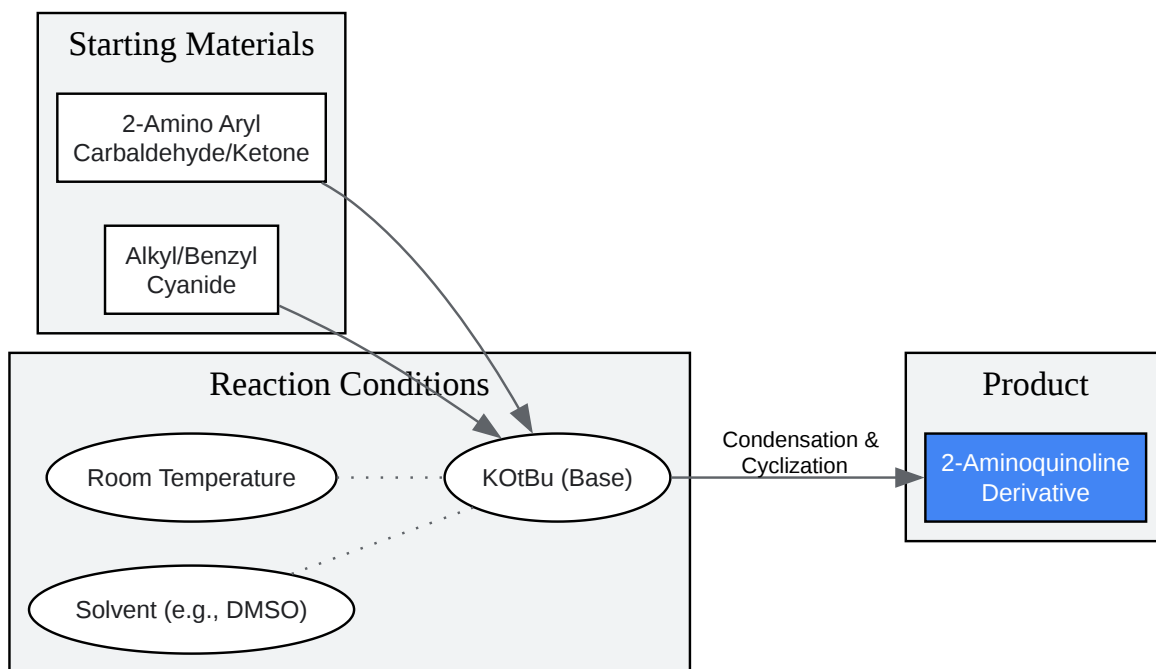 Starting Materials
2-Amino Aryl
Carbaldehyde/Ketone
Alkyl/Benzyl
Cyanide
Reaction Conditions
Room Temperature
KOtBu (Base)
Solvent (e.g., DMSO)
Condensation &
Cyclization
Product
2-Aminoquinoline
Derivative